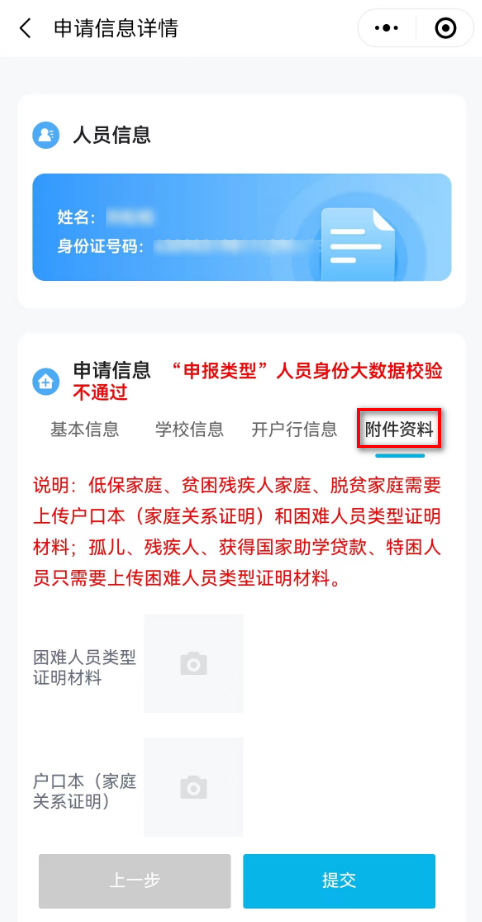 申请信息详情
人员信息
姓名：
身份证号码：
申请信息 “申报类型”人员身份大数据校验
不通过
基本信息 学校信息 开户行信息 附件资料
说明：低保家庭、贫困残疾人家庭、脱贫家庭需要
上传户口本（家庭关系证明）和困难人员类型证明
材料；孤儿、残疾人、获得国家助学贷款、特困人
员只需要上传困难人员类型证明材料。
困难人员类型
证明材料
户口本（家庭
关系证明）
上一步 提交